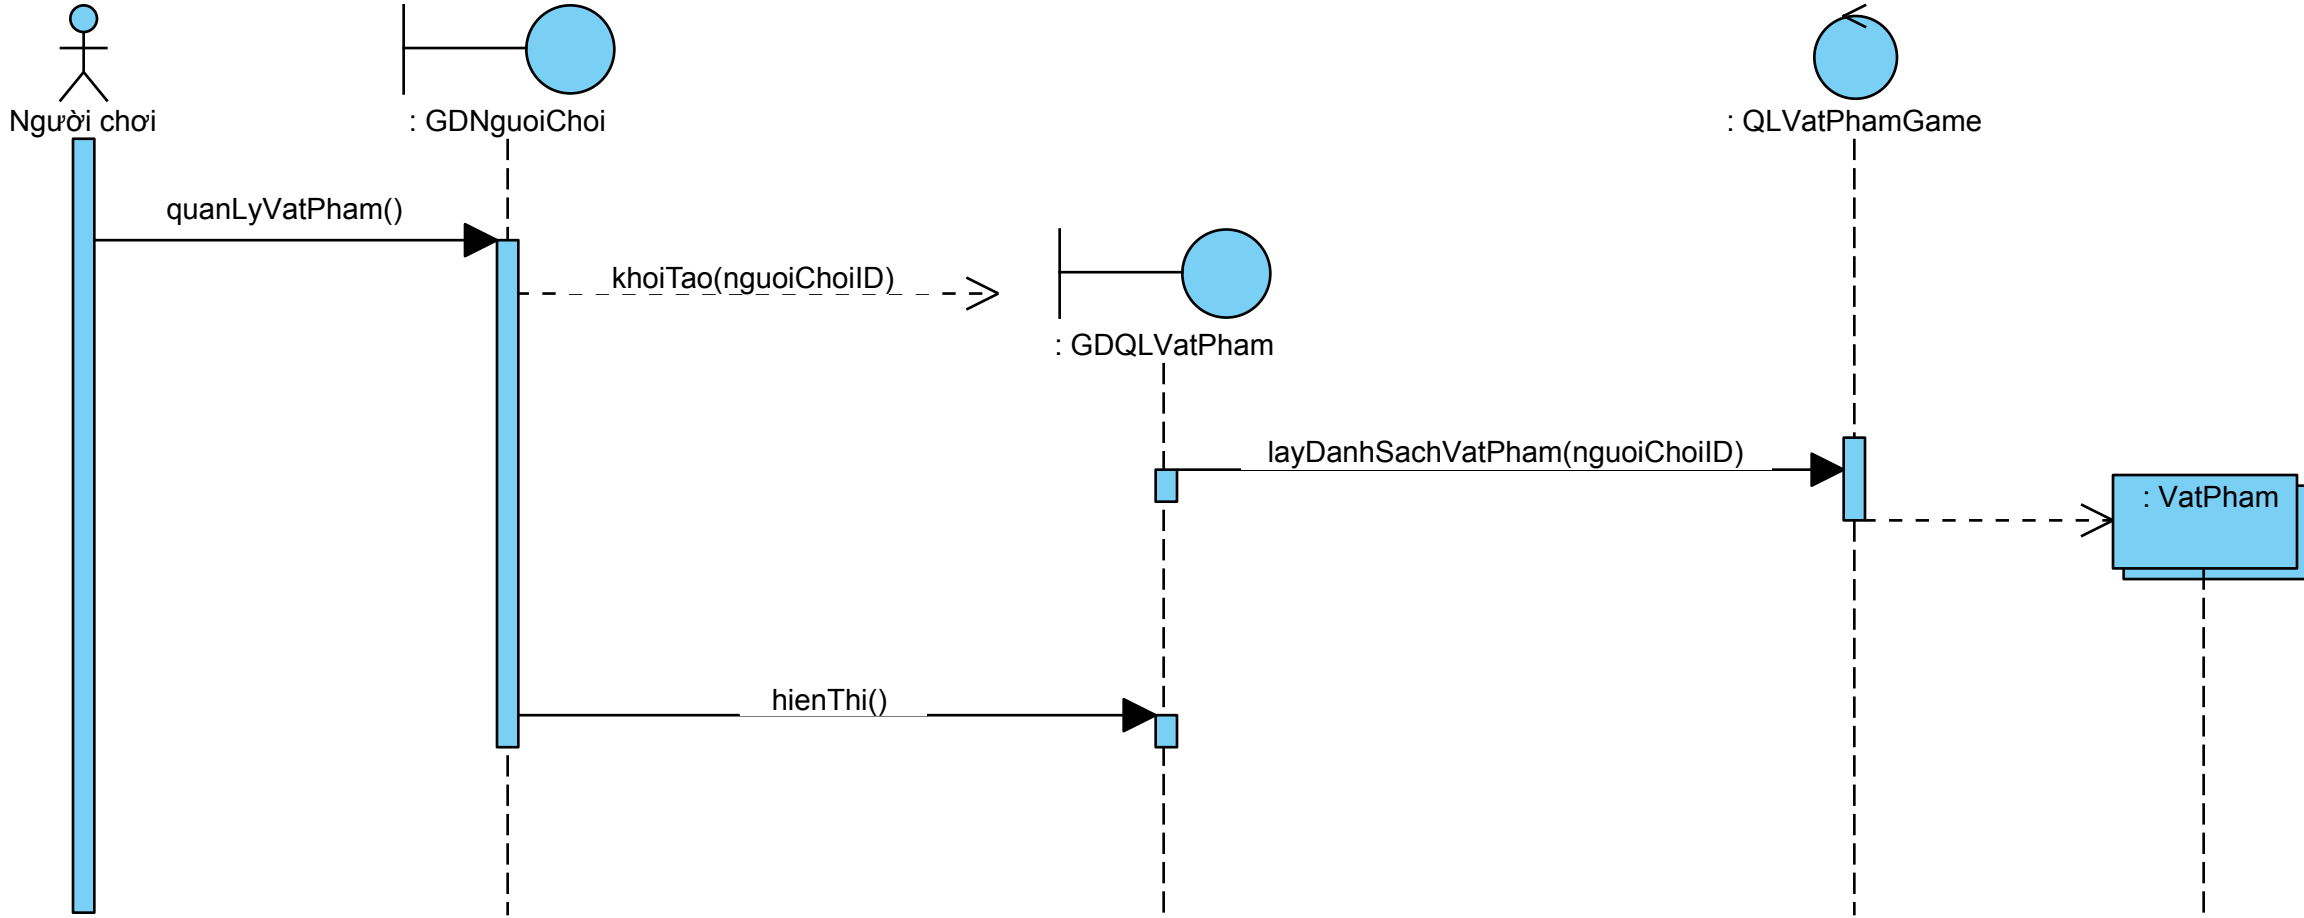 Người chơi
: GDNguoiChoi
: QLVatPhamGame
quanLyVatPham()
khoiTao(nguoiChoiID)
: GDQLVatPham
layDanhSachVatPham(nguoiChoiID)
: VatPham
hienThi()